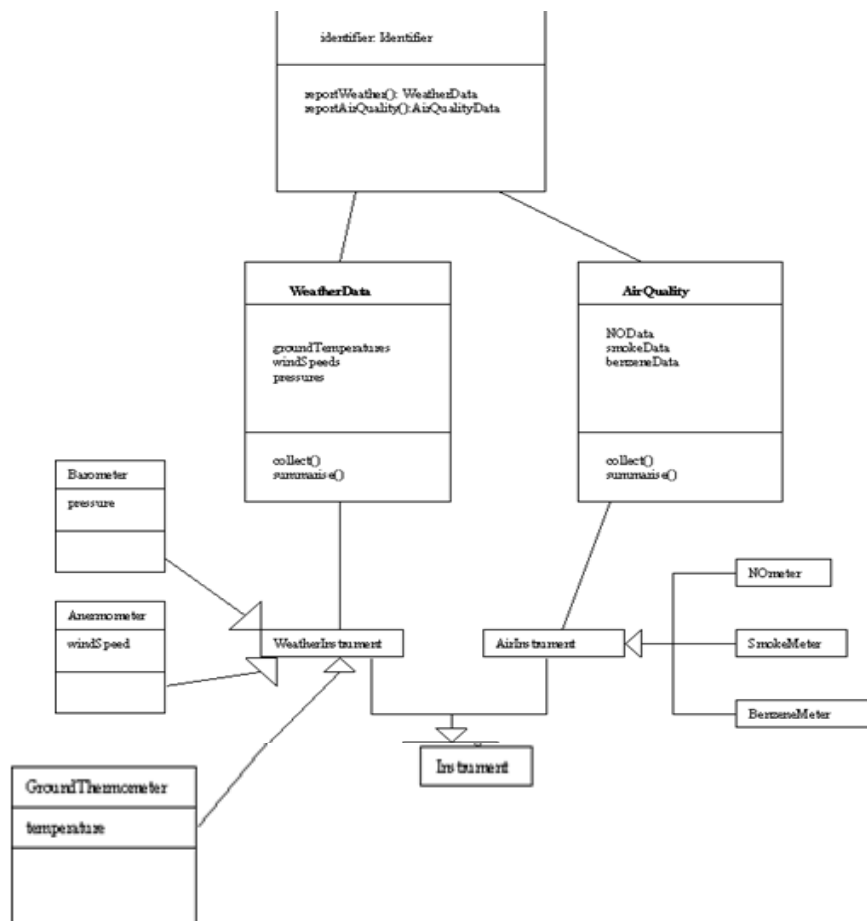 identifier: Identifier
reportWeather(): WeatherData
reportAirQuality():AirQualityData
WeatherData
groundTemperatures
windSpeeds
pressures
collect()
summarise()
AirQuality
NOData
smokeData
benzeneData
collect()
summarise()
Barometer
pressure
Anermometer
windSpeed
WeatherInstrument
AirInstrument
NOmeter
SmokeMeter
BenzeneMeter
Instrument
GroundThermometer
temperature